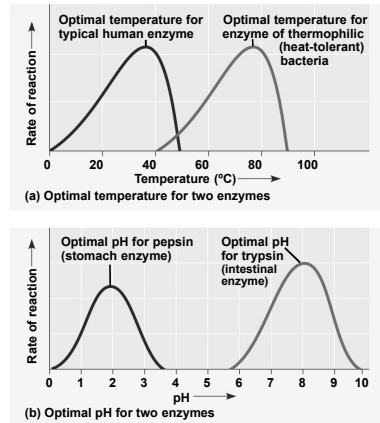 Optimal temperature for
typical human enzyme
Optimal temperature for
enzyme of thermophilic
(heat-tolerant)
bacteria
Rate of reaction
0 20 40 60 80 100
Temperature (ºC)
(a) Optimal temperature for two enzymes
Optimal pH for pepsin
(stomach enzyme)
Optimal pH
for trypsin
(intestinal
enzyme)
Rate of reaction
0 1 2 3 4 5 6 7 8 9 10
pH
(b) Optimal pH for two enzymes